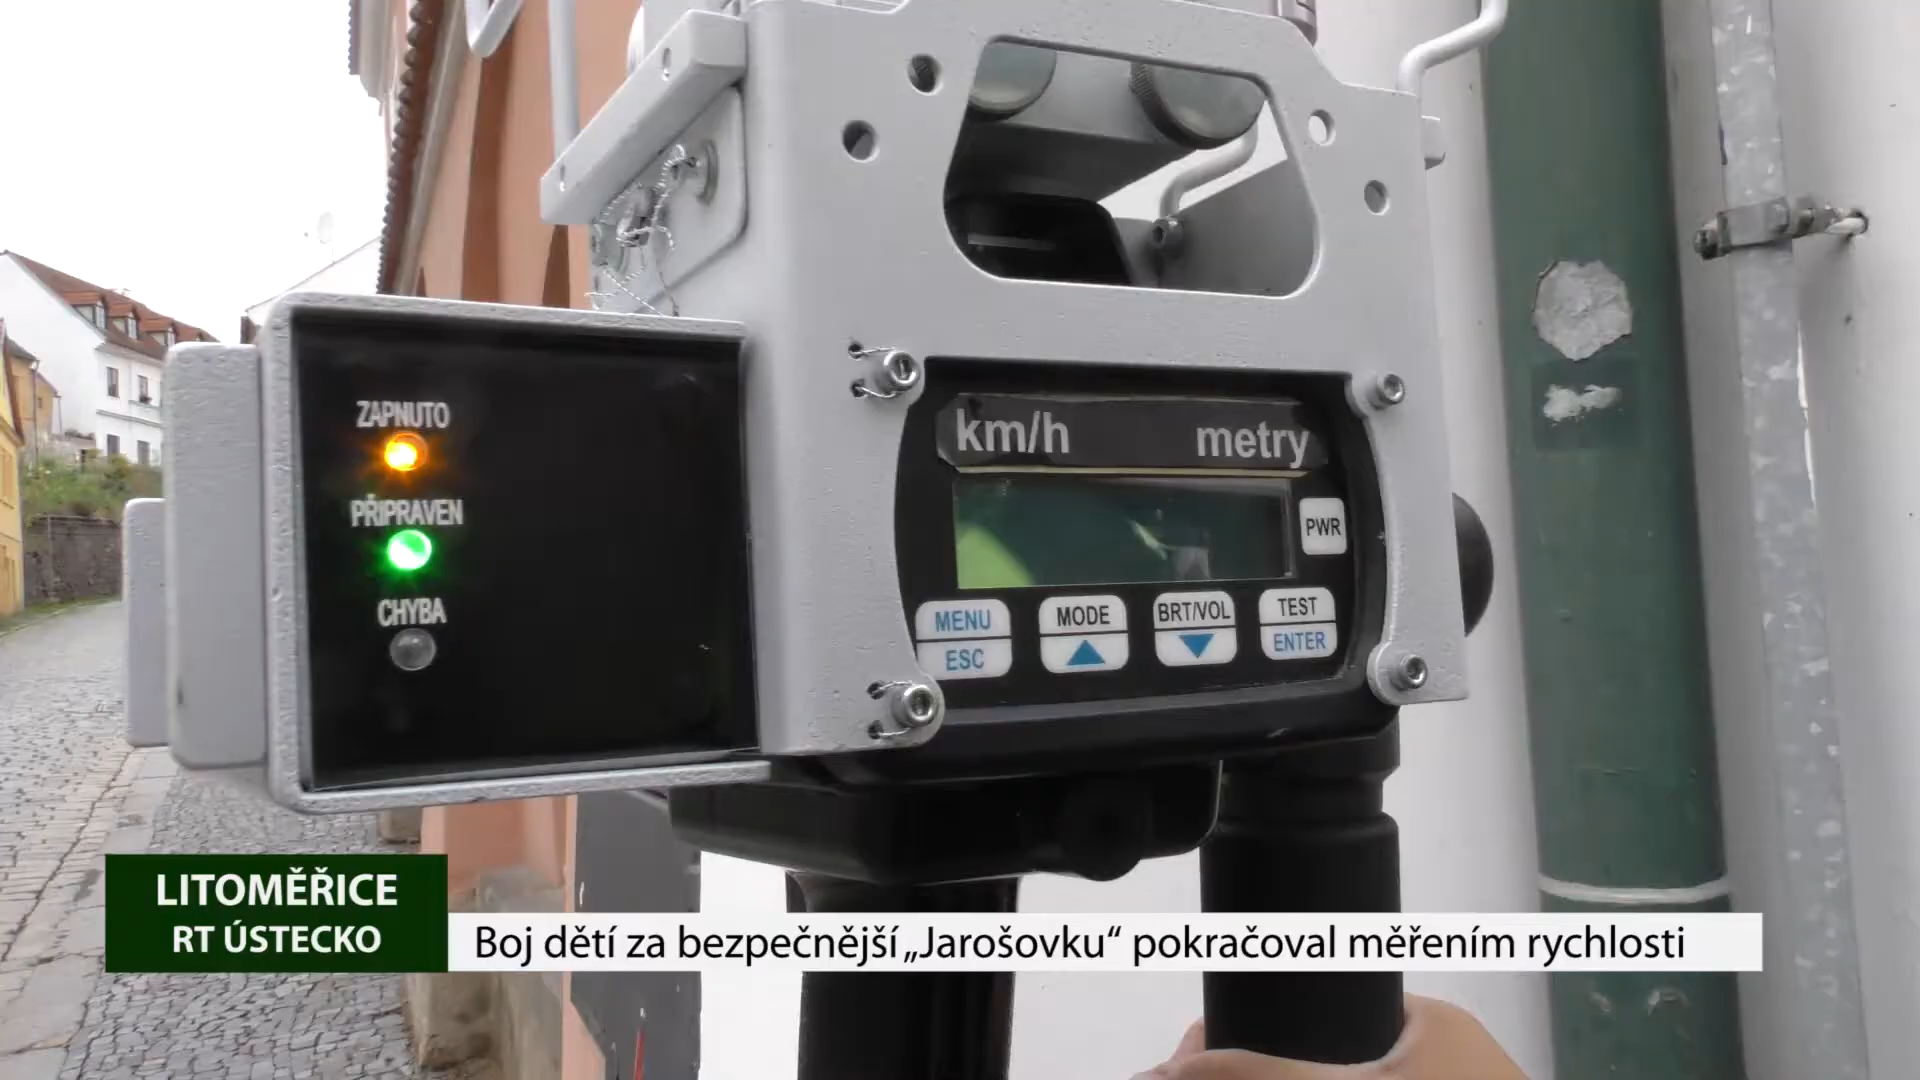 ZAPNUTO
PŘIPRAVEN
CHYBA
km/h metry
PWR
MENU
ESC
MODE
BRT/VOL
TEST
ENTER
LITOMĚŘICE
RT ÚSTECKO
Boj dětí za bezpečnější „Jarošovku“ pokračoval měřením rychlosti